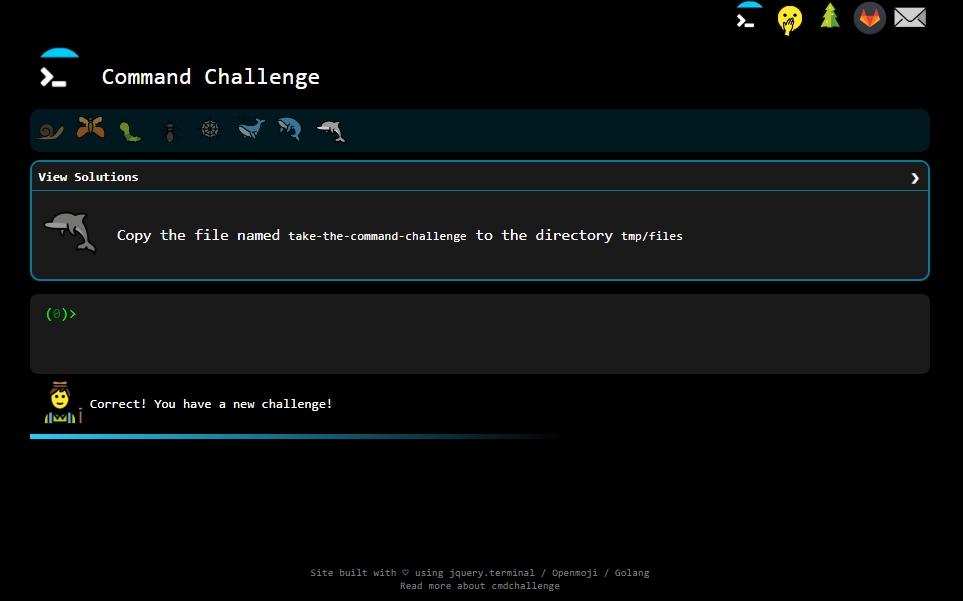 Command Challenge
View Solutions
Copy the file named take-the-command-challenge to the directory tmp/files
(0)>
Correct! You have a new challenge!
Site built with ♡ using jquery.terminal / Openmoji / Golang
Read more about cmdchallenge